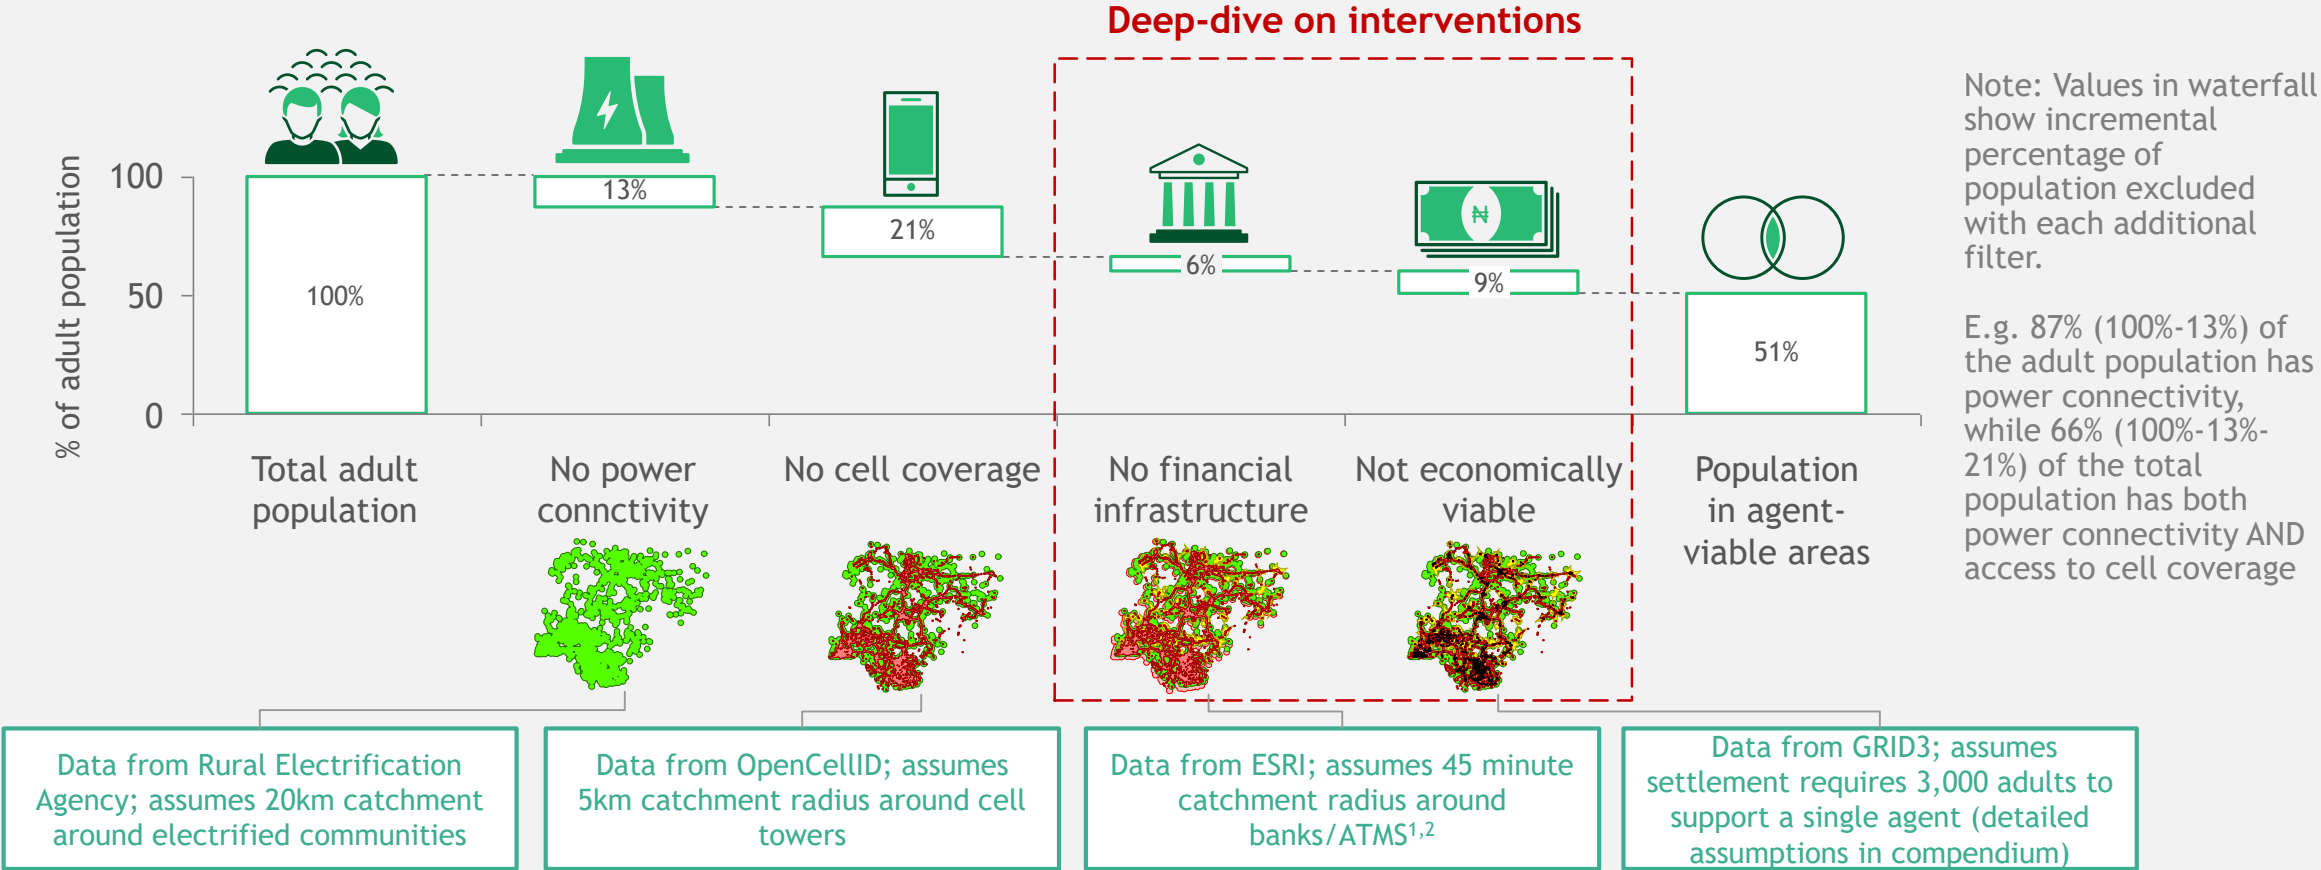 Deep-dive on interventions
% of adult population
100
50
0
100%
13%
21%
6%
₦
9%
51%
Total adult
population
No power
connctivity
No cell coverage
No financial
infrastructure
Not economically
viable
Population
in agent-
viable areas
Note: Values in waterfall
show incremental
percentage of
population excluded
with each additional
filter.
E.g. 87% (100%-13%) of
the adult population has
power connectivity,
while 66% (100%-13%-
21%) of the total
population has both
power connectivity AND
access to cell coverage
Data from Rural Electrification
Agency; assumes 20km catchment
around electrified communities
Data from OpenCellID; assumes
5km catchment radius around cell
towers
Data from ESRI; assumes 45 minute
catchment radius around
banks/ATMS1,2
Data from GRID3; assumes
settlement requires 3,000 adults to
support a single agent (detailed
assumptions in compendium)